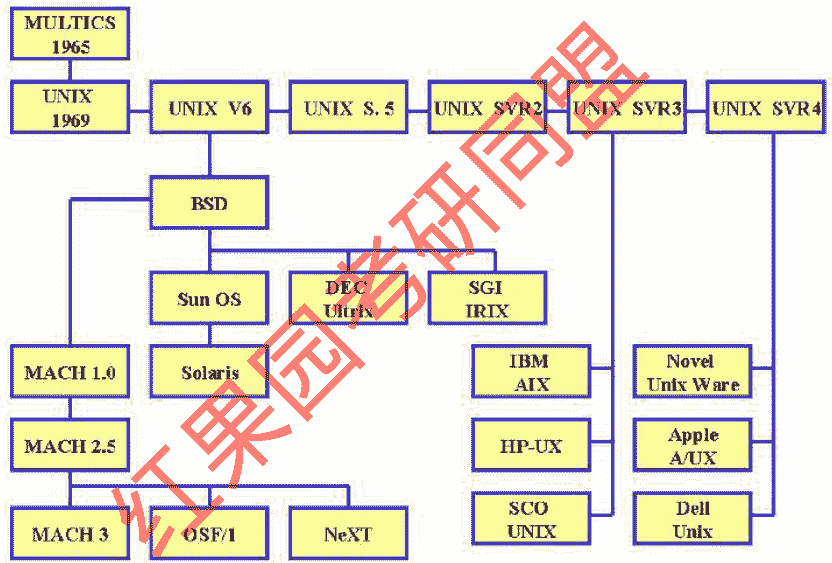 MULTICS
1965
UNIX
1969
UNIX V6
UNIX S. 5
UNIX SVR2
UNIX SVR3
UNIX SVR4
BSD
Sun OS
DEC
Ultrix
SGI
IRIX
MACH 1.0
Solaris
IBM
AIX
Novel
Unix Ware
MACH 2.5
HP-UX
Apple
A/UX
MACH 3
OSF/1
NeXT
SCO
UNIX
Dell
Unix
红果园考研同盟